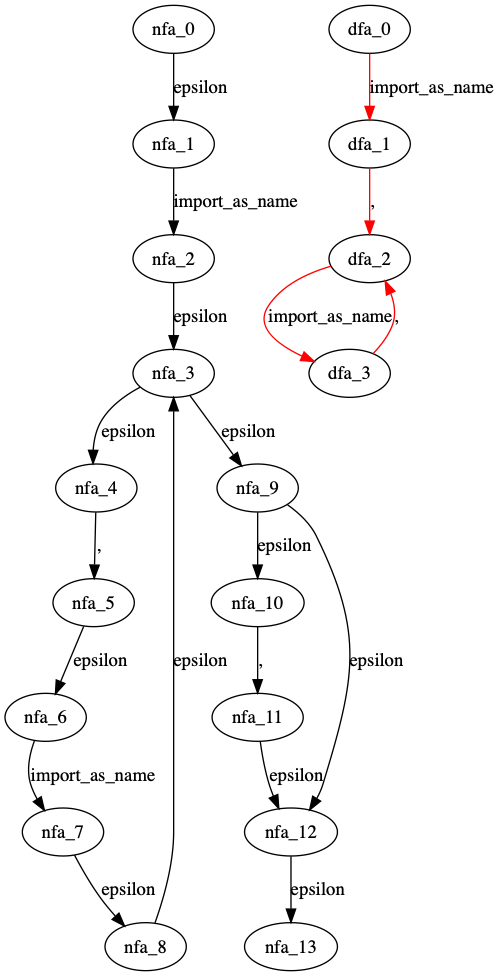 nfa_0 dfa_0
epsilon import_as_name
nfa_1 dfa_1
import_as_name ,
nfa_2 dfa_2
epsilon import_as_name ,
nfa_3 dfa_3
epsilon epsilon
nfa_4 nfa_9
, epsilon
nfa_5 nfa_10
epsilon epsilon , epsilon
nfa_6 nfa_11
import_as_name epsilon
nfa_7 nfa_12
epsilon epsilon
nfa_8 nfa_13